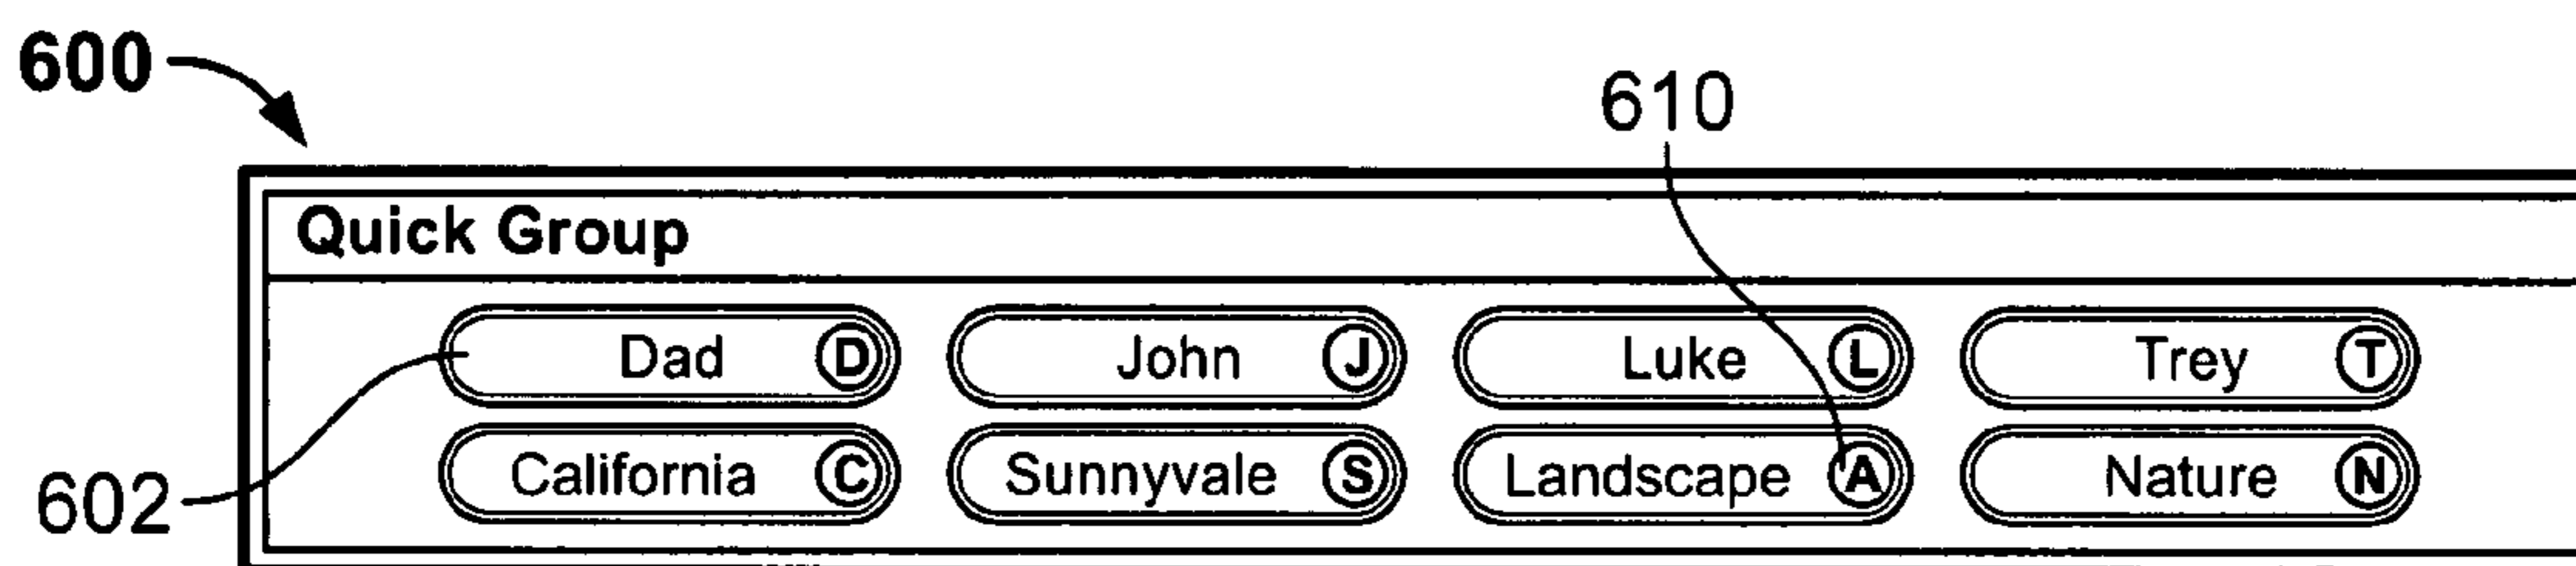 600
610
Quick Group
Dad D John J Luke L Trey T
California C Sunnyvale S Landscape A Nature N
602